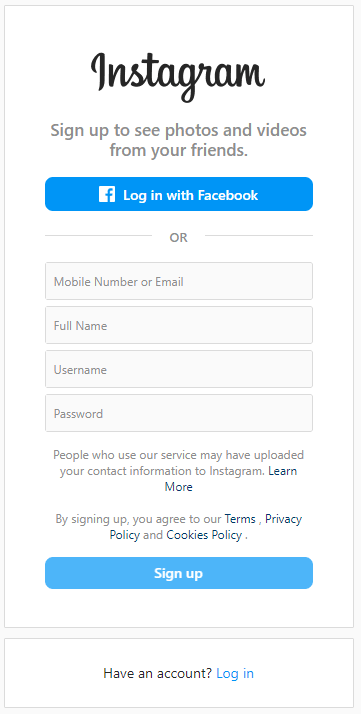 Instagram
Sign up to see photos and videos
from your friends.
Log in with Facebook
OR
Mobile Number or Email
Full Name
Username
Password
People who use our service may have uploaded
your contact information to Instagram. Learn
More
By signing up, you agree to our Terms , Privacy
Policy and Cookies Policy .
Sign up
Have an account? Log in